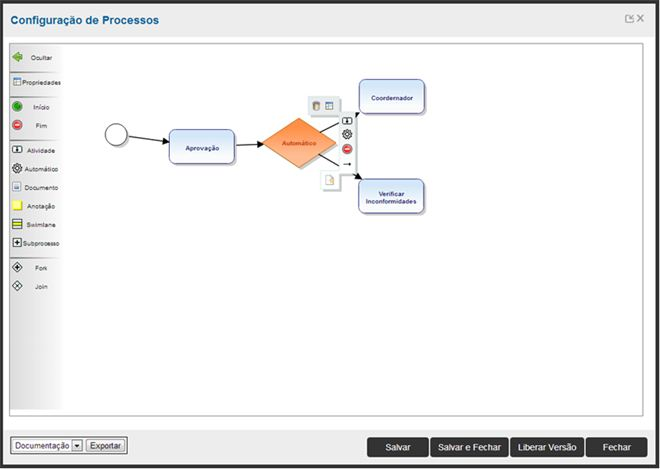 Configuração de Processos
Ocultar
Propriedades
Início
Fim
Atividade
Automático
Documento
Anotação
Swimlane
Subprocesso
Fork
Join
Aprovação
Automático
Coordernador
Verificar
Inconformidades
Documentação
Exportar
Salvar
Salvar e Fechar
Liberar Versão
Fechar